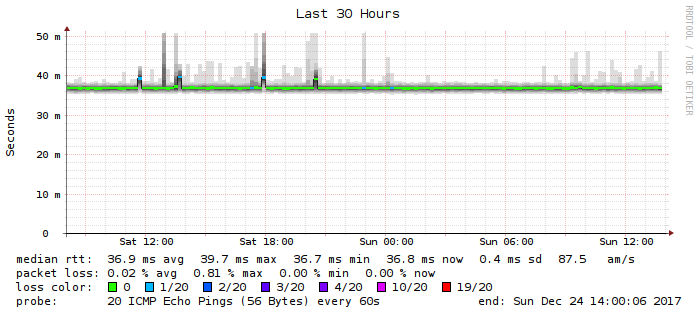 Last 30 Hours
RRDTOOL / TOBI OETIKER
Seconds
50 m
40 m
30 m
20 m
10 m
0
Sat 12:00 Sat 18:00 Sun 00:00 Sun 06:00 Sun 12:00
median rtt: 36.9 ms avg 39.7 ms max 36.7 ms min 36.8 ms now 0.4 ms sd 87.5 am/s
packet loss: 0.02 % avg 0.81 % max 0.00 % min 0.00 % now
loss color: 0 1/20 2/20 3/20 4/20 10/20 19/20
probe: 20 ICMP Echo Pings (56 Bytes) every 60s end: Sun Dec 24 14:00:06 2017